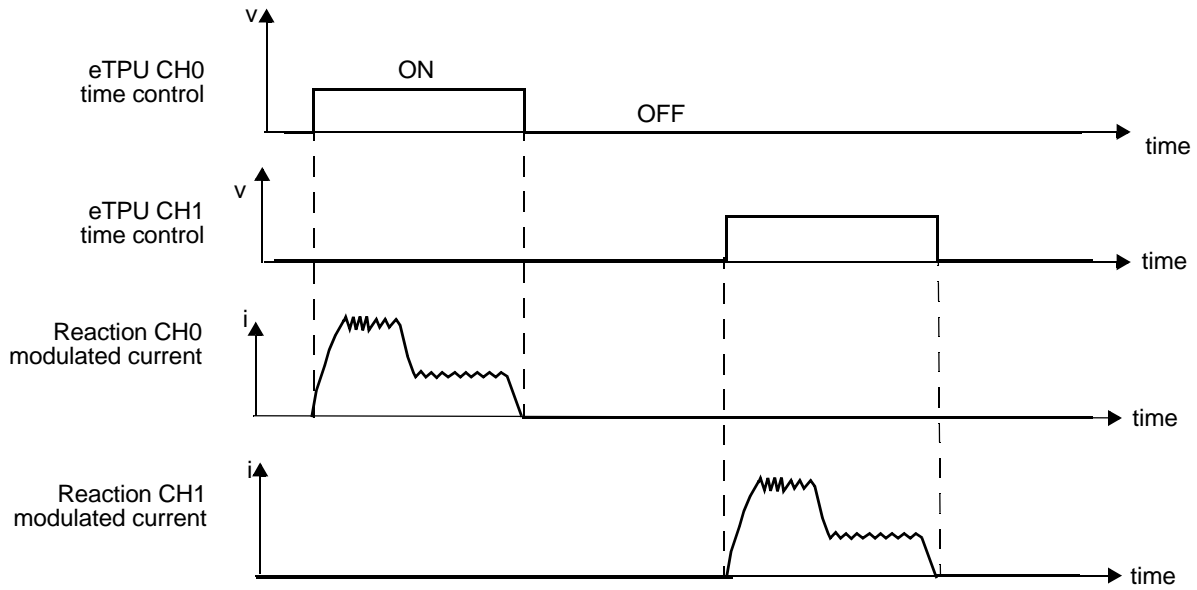 v
eTPU CH0
time control
ON
OFF
time
v
eTPU CH1
time control
time
Reaction CH0
modulated current
i
time
Reaction CH1
modulated current
i
time